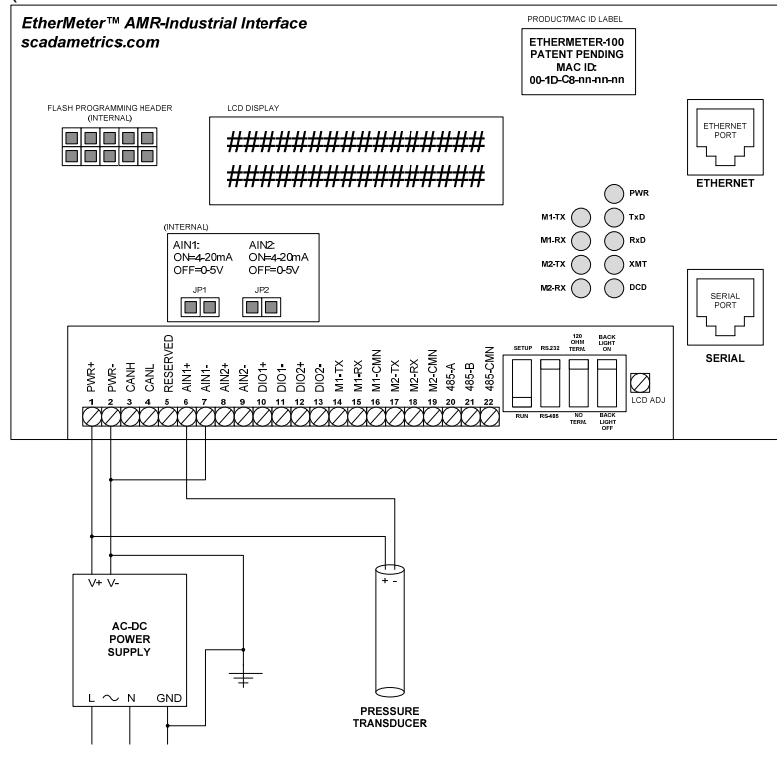 EtherMeter™ AMR-Industrial Interface
scadametrics.com
PRODUCT/MAC ID LABEL
ETHERMETER-100
PATENT PENDING
MAC ID:
00-1D-C8-nn-nn-nn
FLASH PROGRAMMING HEADER
(INTERNAL)
LCD DISPLAY
####################
####################
ETHERNET
PORT
ETHERNET
PWR
M1-TX TxD
M1-RX RxD
M2-TX XMT
M2-RX DCD
(INTERNAL)
AIN1: AIN2:
ON=4-20mA ON=4-20mA
OFF=0-5V OFF=0-5V
JP1 JP2
SERIAL
PORT
SERIAL
PWR+ PWR- CANH CANL RESERVED AIN1+ AIN1- AIN2+ AIN2- DIO1+ DIO1- DIO2+ DIO2- M1-TX M1-RX M1-CMN M2-TX M2-RX M2-CMN 485-A 485-B 485-CMN
1 2 3 4 5 6 7 8 9 10 11 12 13 14 15 16 17 18 19 20 21 22
SETUP RS232 120 OHM TERM. BACK LIGHT ON
RUN RS-485 NO TERM. BACK LIGHT OFF
LCD ADJ
V+ V-
AC-DC
POWER
SUPPLY
L N GND
+ -
PRESSURE
TRANSDUCER